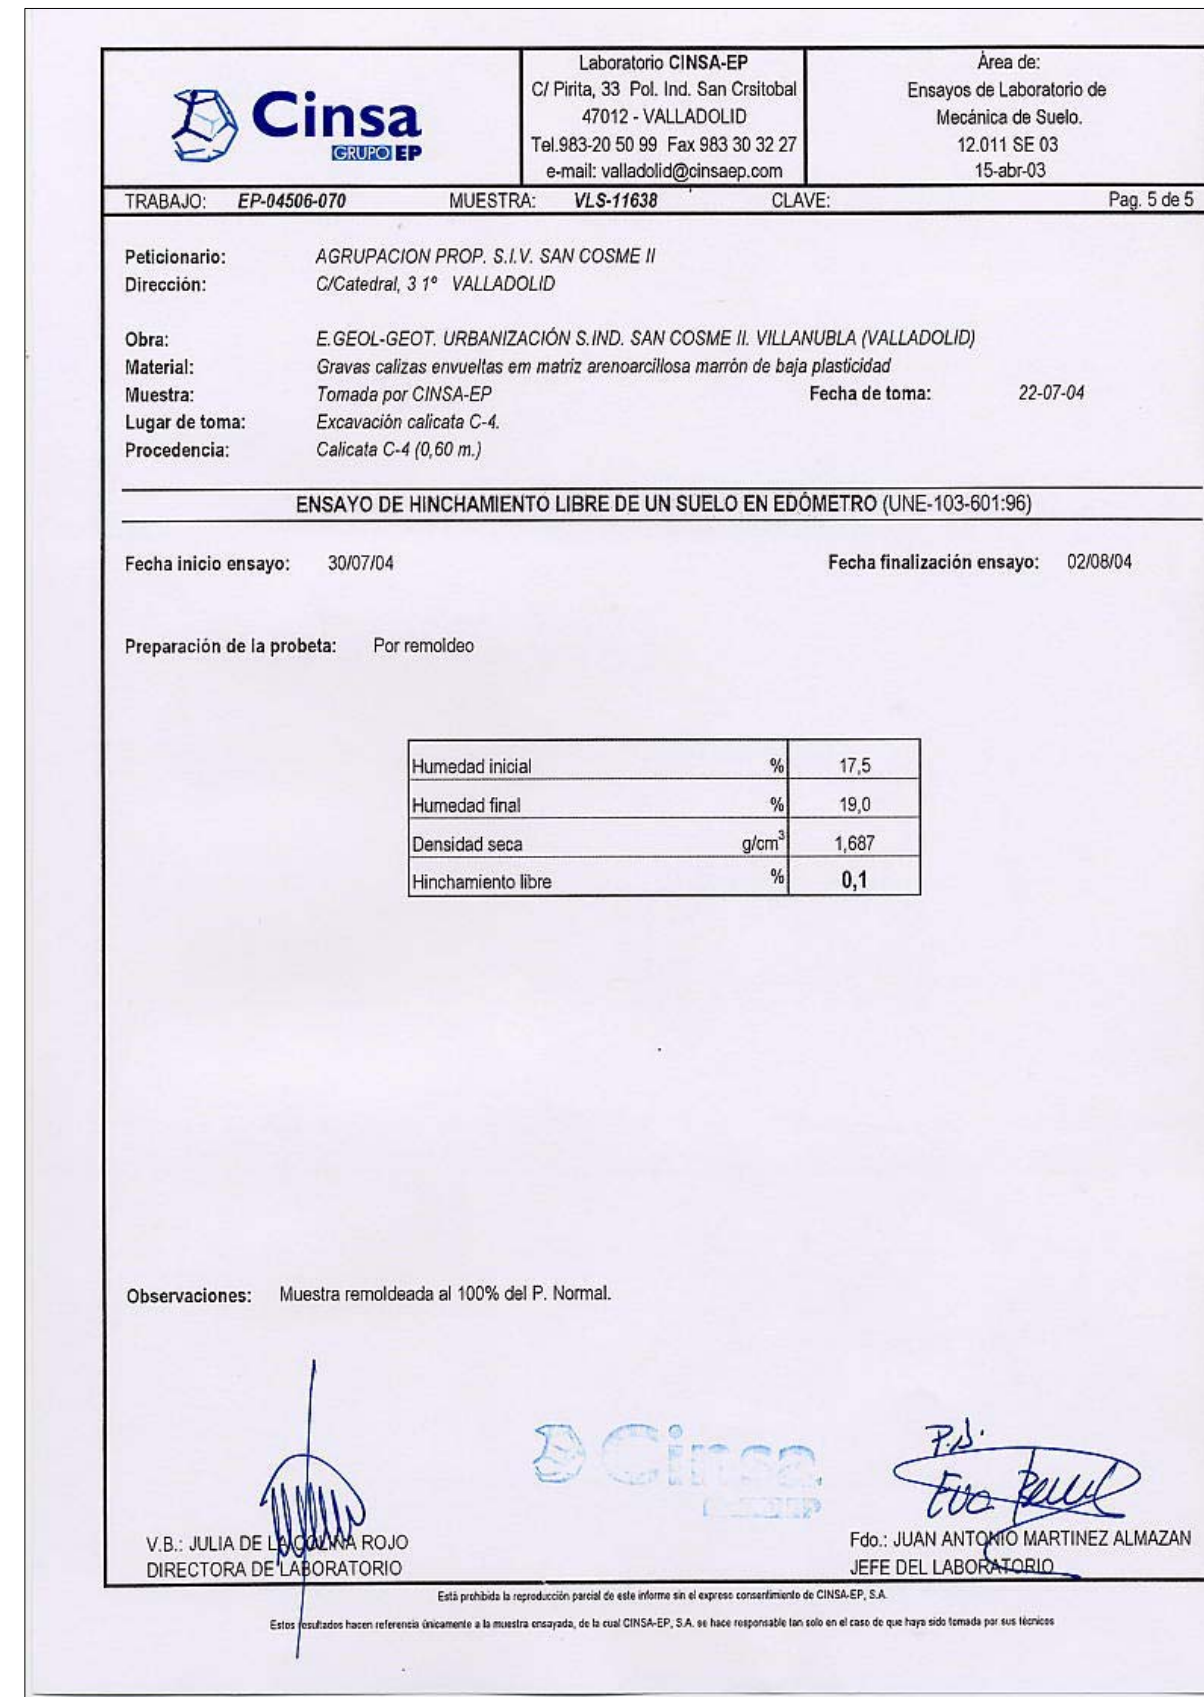 Cinsa
GRUPO EP
Laboratorio CINSA-EP
C/ Pirita, 33 Pol. Ind. San Crsitobal
47012 - VALLADOLID
Tel.983-20 50 99 Fax 983 30 32 27
e-mail: valladolid@cinsaep.com
Área de:
Ensayos de Laboratorio de
Mecánica de Suelo.
12.011 SE 03
15-abr-03
TRABAJO: EP-04506-070 MUESTRA: VLS-11638 CLAVE: Pag. 5 de 5
Peticionario: AGRUPACION PROP. S.I.V. SAN COSME II
Dirección: C/Catedral, 3 1º VALLADOLID
Obra: E.GEOL-GEOT. URBANIZACIÓN S.IND. SAN COSME II. VILLANUBLA (VALLADOLID)
Material: Gravas calizas envueltas em matriz arenoarcillosa marrón de baja plasticidad
Muestra: Tomada por CINSA-EP Fecha de toma: 22-07-04
Lugar de toma: Excavación calicata C-4.
Procedencia: Calicata C-4 (0,60 m.)
ENSAYO DE HINCHAMIENTO LIBRE DE UN SUELO EN EDÓMETRO (UNE-103-601:96)
Fecha inicio ensayo: 30/07/04 Fecha finalización ensayo: 02/08/04
Preparación de la probeta: Por remoldeo
Humedad inicial % 17,5
Humedad final % 19,0
Densidad seca g/cm³ 1,687
Hinchamiento libre % 0,1
Observaciones: Muestra remoldeada al 100% del P. Normal.
Cinsa
P.D.
Eva
V.B.: JULIA DE LA COLINA ROJO
DIRECTORA DE LABORATORIO
Fdo.: JUAN ANTONIO MARTINEZ ALMAZAN
JEFE DEL LABORATORIO
Está prohibida la reproducción parcial de este informe sin el expreso consentimiento de CINSA-EP, S.A.
Estos resultados hacen referencia únicamente a la muestra ensayada, de la cual CINSA-EP, S.A. se hace responsable tan solo en el caso de que haya sido tomada por sus técnicos